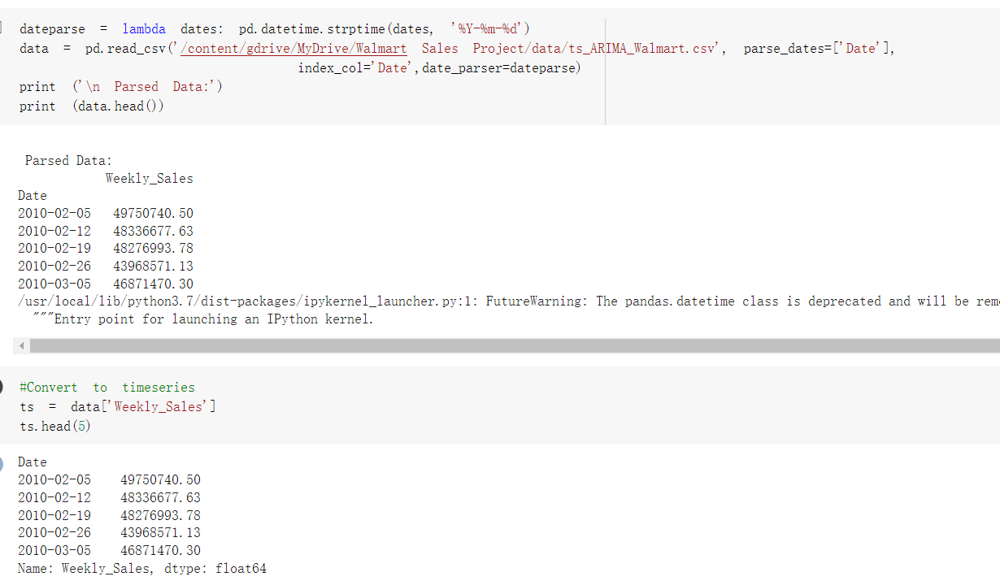 dateparse = lambda dates: pd.datetime.strptime(dates, '%Y-%m-%d')
data = pd.read_csv('/content/gdrive/MyDrive/Walmart Sales Project/data/ts_ARIMA_Walmart.csv', parse_dates=['Date'],
index_col='Date',date_parser=dateparse)
print ('\n Parsed Data:')
print (data.head())
Parsed Data:
Weekly_Sales
Date
2010-02-05 49750740.50
2010-02-12 48336677.63
2010-02-19 48276993.78
2010-02-26 43968571.13
2010-03-05 46871470.30
/usr/local/lib/python3.7/dist-packages/ipykernel_launcher.py:1: FutureWarning: The pandas.datetime class is deprecated and will be
"""Entry point for launching an IPython kernel.
#Convert to timeseries
ts = data['Weekly_Sales']
ts.head(5)
Date
2010-02-05 49750740.50
2010-02-12 48336677.63
2010-02-19 48276993.78
2010-02-26 43968571.13
2010-03-05 46871470.30
Name: Weekly_Sales, dtype: float64